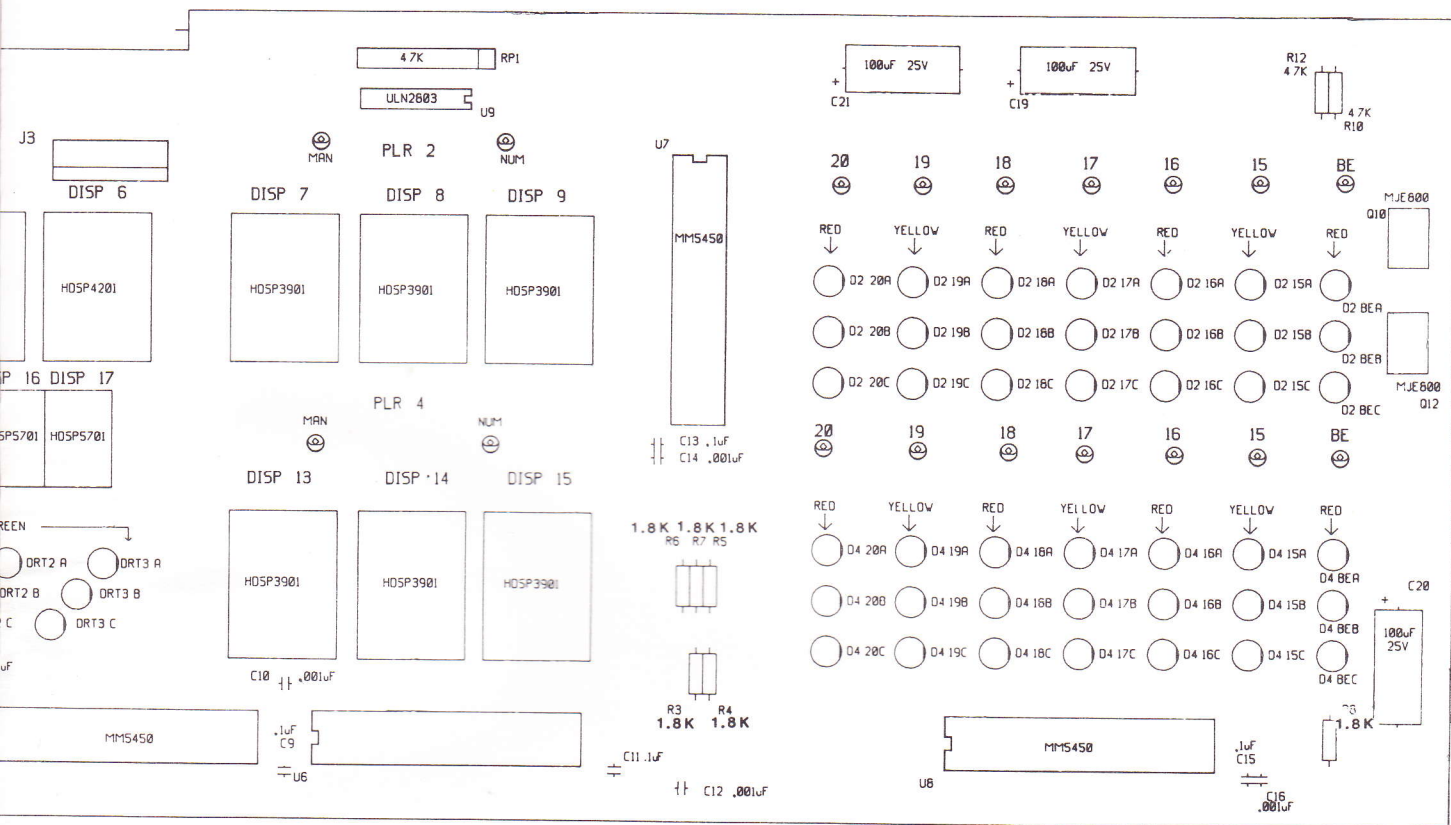 4.7K RP1
100uF 25V
+
C21
100uF 25V
+
C19
R12
4.7K
4.7K
R10
ULN2803
U9
J3
MAN
PLR 2
NUM
U7
20 19 18 17 16 15 BE
DISP 6
DISP 7
DISP 8
DISP 9
MJE800
Q10
RED YELLOW RED YELLOW RED YELLOW RED
MM5450
HDSP4201
HDSP3901
HDSP3901
HDSP3901
D2 20A D2 19A D2 18A D2 17A D2 16A D2 15A
D2 BEA
D2 20B D2 19B D2 18B D2 17B D2 16B D2 15B
D2 BEB
D2 20C D2 19C D2 18C D2 17C D2 16C D2 15C
D2 BEC
MJE800
Q12
16 DISP 17
PLR 4
MAN
NUM
HDSP5701
C13 .1uF
C14 .001uF
20 19 18 17 16 15 BE
DISP 13
DISP 14
DISP 15
RED YELLOW RED YELLOW RED YELLOW RED
1.8K 1.8K 1.8K
R6 R7 R5
DRT2 A DRT3 A
DRT3 B
DRT3 C
HDSP3901
HDSP3901
HDSP3901
D4 20A D4 19A D4 18A D4 17A D4 16A D4 15A
D4 BEA
D4 20B D4 19B D4 18B D4 17B D4 16B D4 15B
D4 BEB
D4 20C D4 19C D4 18C D4 17C D4 16C D4 15C
D4 BEC
+ C20
100uF
25V
C10 .001uF
R3 R4
1.8K 1.8K
1.8K
MM5450
.1uF
C9
U6
C11 .1uF
C12 .001uF
MM5450
U8
.1uF
C15
C16
.001uF